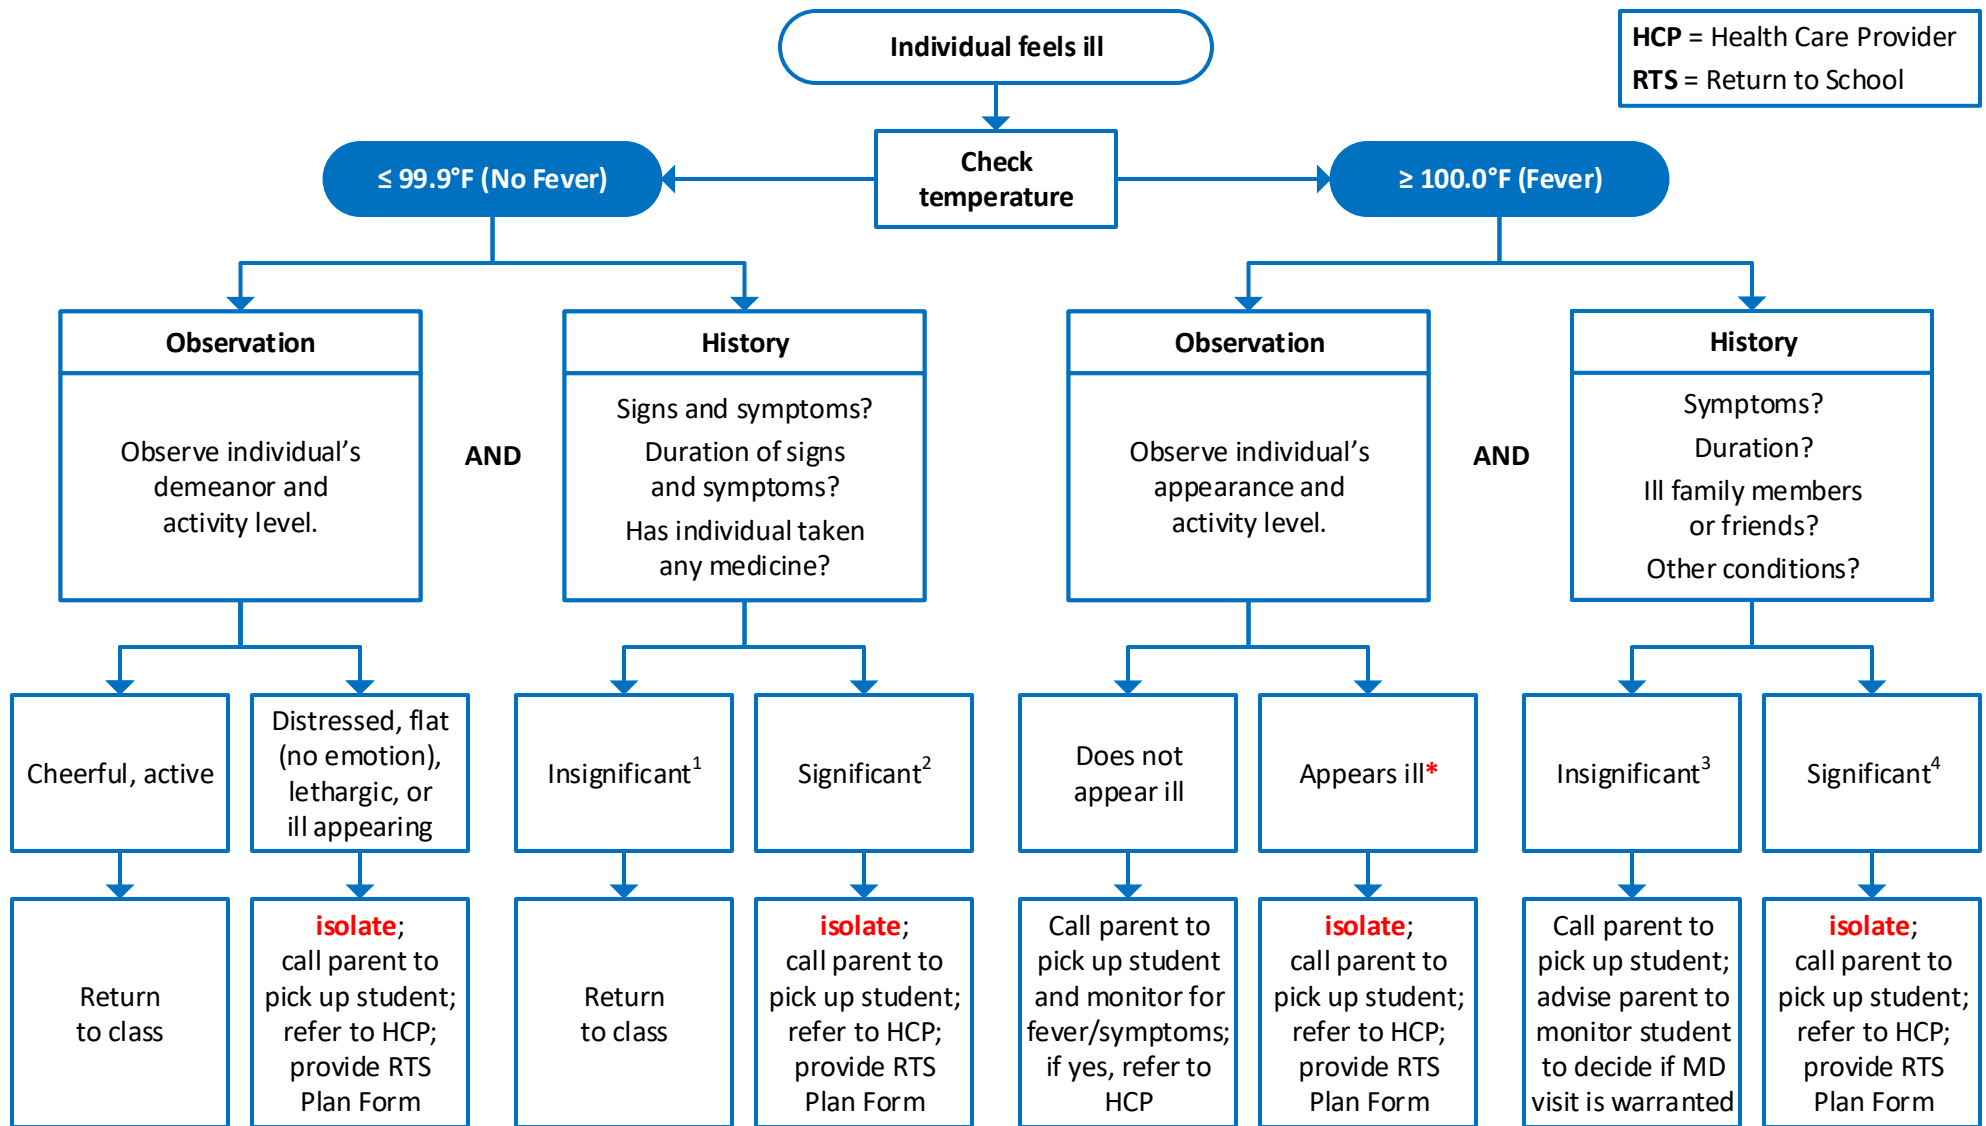 Individual feels ill
HCP = Health Care Provider
RTS = Return to School
Check
temperature
≤ 99.9°F (No Fever)
≥ 100.0°F (Fever)
Observation
Observe individual’s
demeanor and
activity level.
AND
History
Signs and symptoms?
Duration of signs
and symptoms?
Has individual taken
any medicine?
Observation
Observe individual’s
appearance and
activity level.
AND
History
Symptoms?
Duration?
Ill family members
or friends?
Other conditions?
Cheerful, active
Distressed, flat
(no emotion),
lethargic, or
ill appearing
Insignificant1
Significant2
Does not
appear ill
Appears ill*
Insignificant3
Significant4
Return
to class
isolate;
call parent to
pick up student;
refer to HCP;
provide RTS
Plan Form
Return
to class
isolate;
call parent to
pick up student;
refer to HCP;
provide RTS
Plan Form
Call parent to
pick up student
and monitor for
fever/symptoms;
if yes, refer to
HCP
isolate;
call parent to
pick up student;
refer to HCP;
provide RTS
Plan Form
Call parent to
pick up student;
advise parent to
monitor student
to decide if MD
visit is warranted
isolate;
call parent to
pick up student;
refer to HCP;
provide RTS
Plan Form